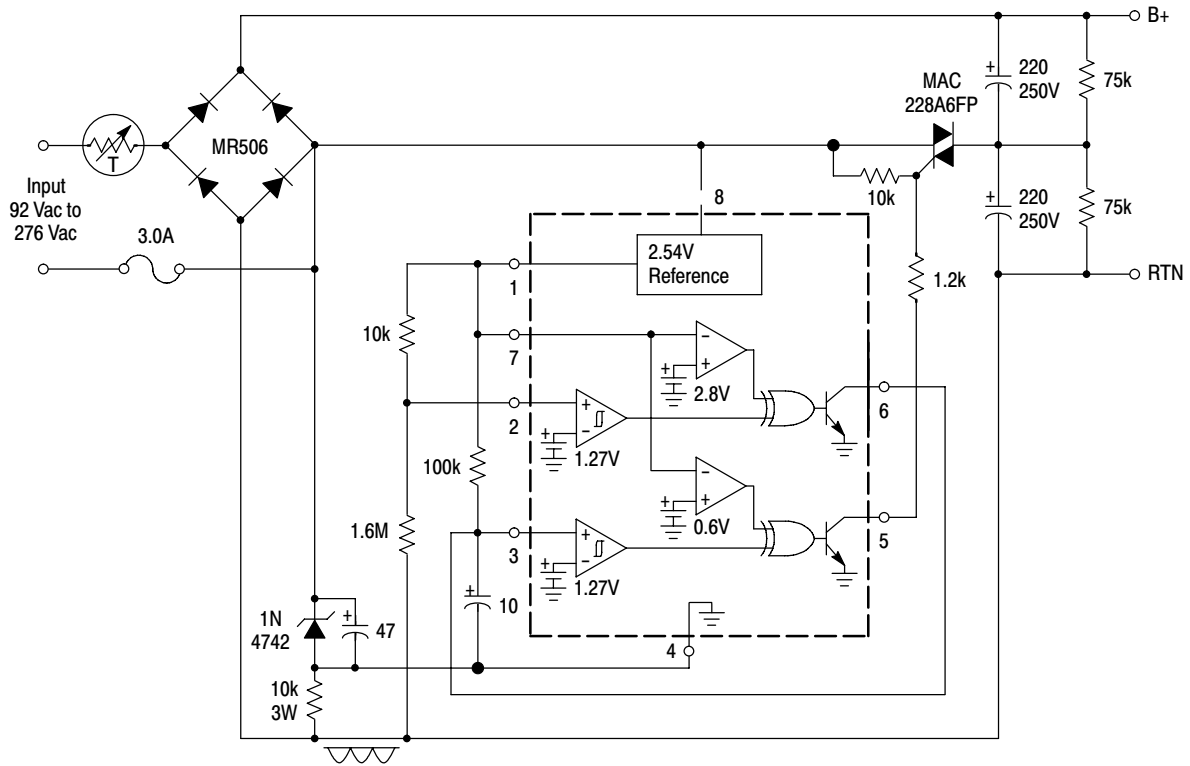 B+
220
250V
75k
MAC
228A6FP
MR506
T
Input
92 Vac to
276 Vac
3.0A
10k
8
220
250V
75k
2.54V
Reference
1
1.2k
RTN
10k
7
-
+
+
2.8V
6
2
+
-
+
1.27V
100k
-
+
+
0.6V
5
1.6M
3
+
-
+
1.27V
+
10
1N
4742
+
47
4
10k
3W
+
+